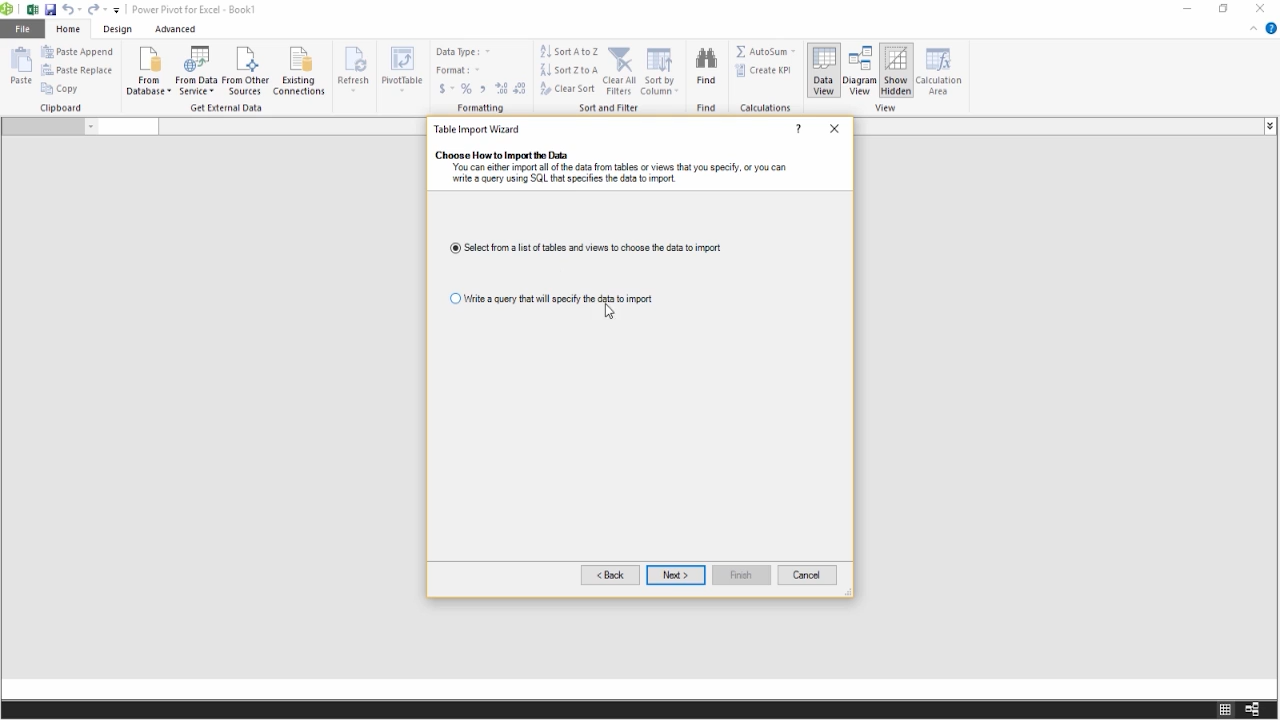 Power Pivot for Excel - Book1
File Home Design Advanced
Paste
Paste Append
Paste Replace
Copy
Clipboard
From Database
From Data Service
From Other Sources
Existing Connections
Get External Data
Refresh
PivotTable
Data Type :
Format :
$ % ,
Formatting
Sort A to Z
Sort Z to A
Clear Sort
Clear All Filters
Sort by Column
Sort and Filter
Find
Find
AutoSum
Create KPI
Calculations
Data View
Diagram View
Show Hidden
Calculation Area
View
Table Import Wizard
Choose How to Import the Data
You can either import all of the data from tables or views that you specify, or you can
write a query using SQL that specifies the data to import.
Select from a list of tables and views to choose the data to import
Write a query that will specify the data to import
< Back Next > Finish Cancel